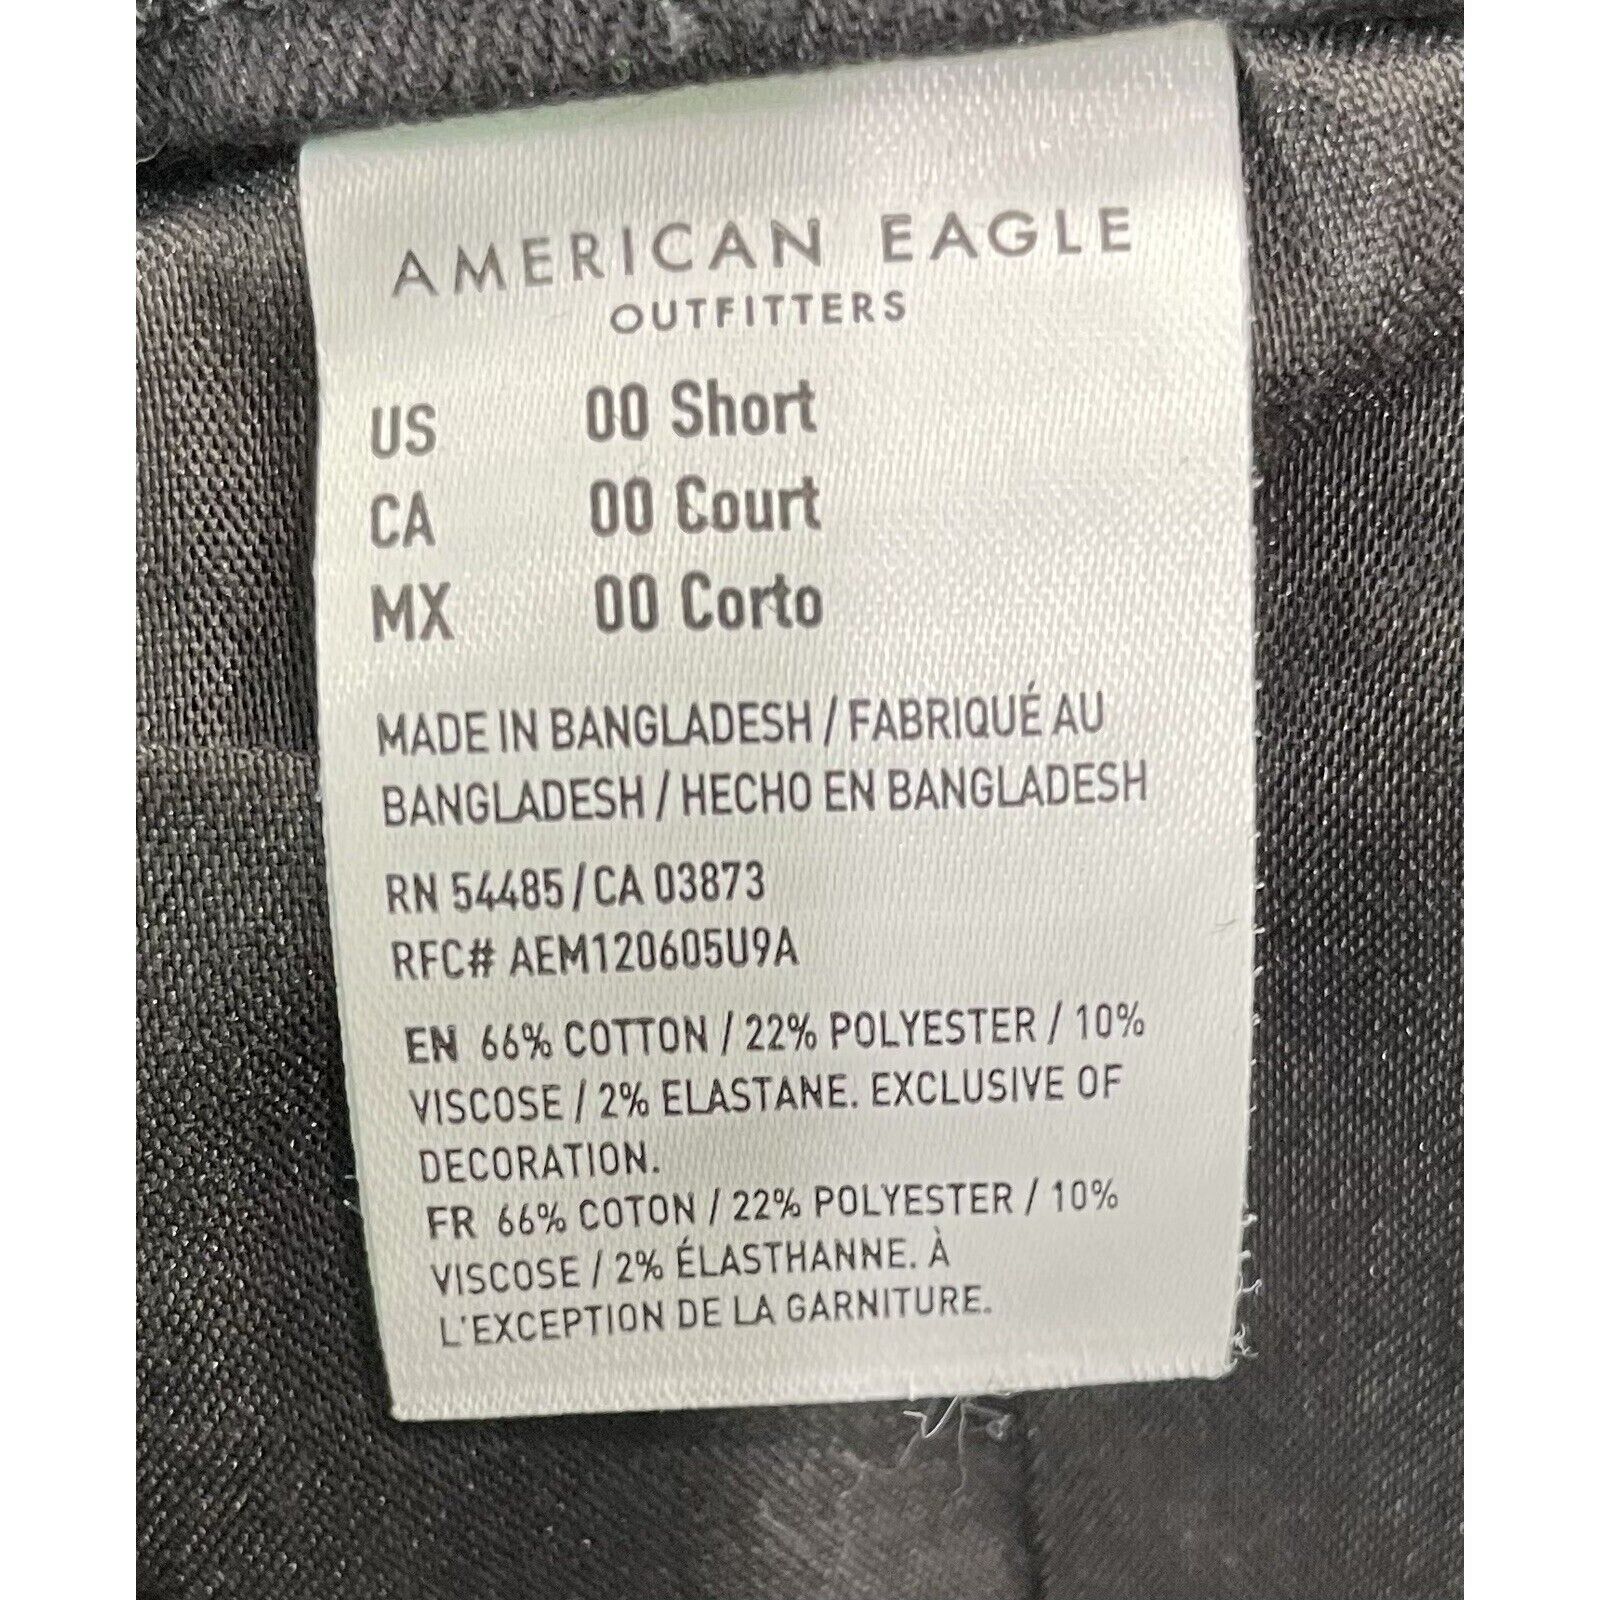 AMERICAN EAGLE
OUTFITTERS
US 00 Short
CA 00 Court
MX 00 Corto
MADE IN BANGLADESH / FABRIQUÉ AU
BANGLADESH / HECHO EN BANGLADESH
RN 54485 / CA 03873
RFC# AEM120605U9A
EN 66% COTTON / 22% POLYESTER / 10%
VISCOSE / 2% ELASTANE. EXCLUSIVE OF
DECORATION.
FR 66% COTON / 22% POLYESTER / 10%
VISCOSE / 2% ÉLASTHANNE. À
L'EXCEPTION DE LA GARNITURE.